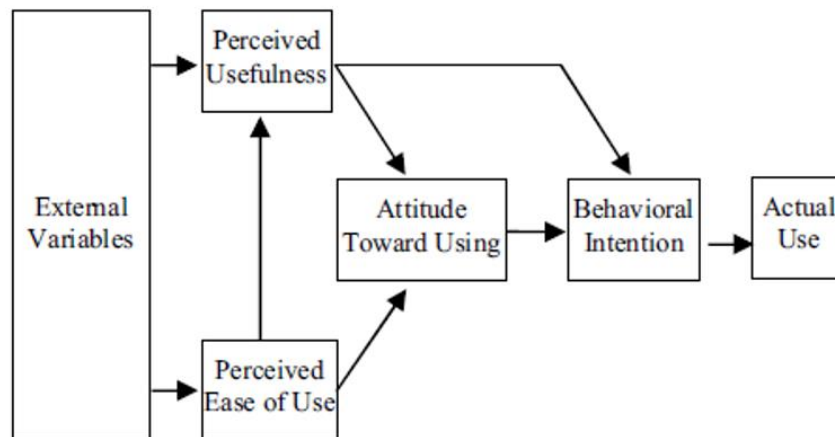 Perceived
Usefulness
External
Variables
Attitude
Toward Using
Behavioral
Intention
Actual
Use
Perceived
Ease of Use